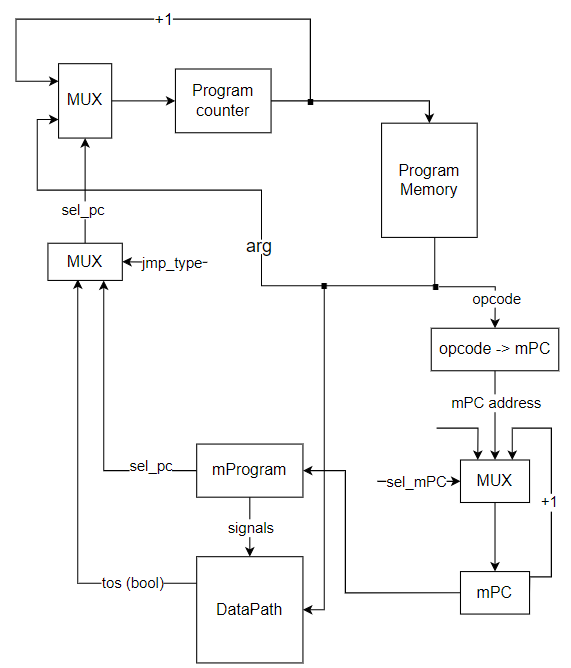 +1
MUX
Program
counter
Program
Memory
sel_pc
arg
MUX
jmp_type
opcode
opcode -> mPC
mPC address
sel_pc
mProgram
sel_mPC
MUX
+1
signals
tos (bool)
DataPath
mPC